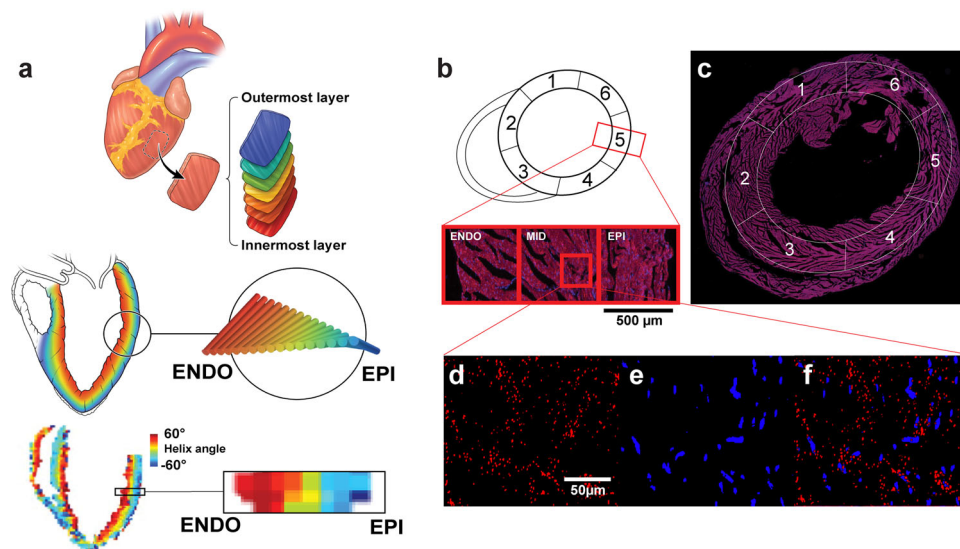 a
Outermost layer
Innermost layer
ENDO
EPI
60°
Helix angle
-60°
ENDO
EPI
b
1
6
2
5
3
4
ENDO
MID
EPI
500 µm
c
1
6
2
5
3
4
d
e
f
50µm